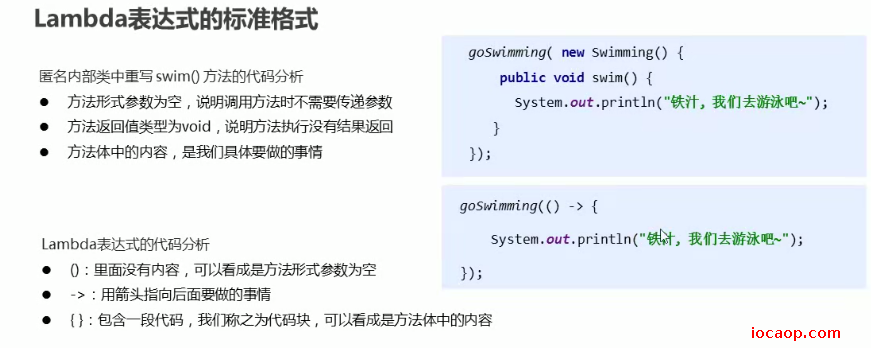 Lambda表达式的标准格式
匿名内部类中重写 swim() 方法的代码分析
● 方法形式参数为空，说明调用方法时不需要传递参数
● 方法返回值类型为void，说明方法执行没有结果返回
● 方法体中的内容，是我们具体要做的事情
goSwimming( new Swimming() {
public void swim() {
System.out.println("铁汁, 我们去游泳吧~");
}
});
Lambda表达式的代码分析
● ()：里面没有内容，可以看成是方法形式参数为空
● ->：用箭头指向后面要做的事情
● { }：包含一段代码，我们称之为代码块，可以看成是方法体中的内容
goSwimming(() -> {
System.out.println("铁汁, 我们去游泳吧~");
});
iocaop.com